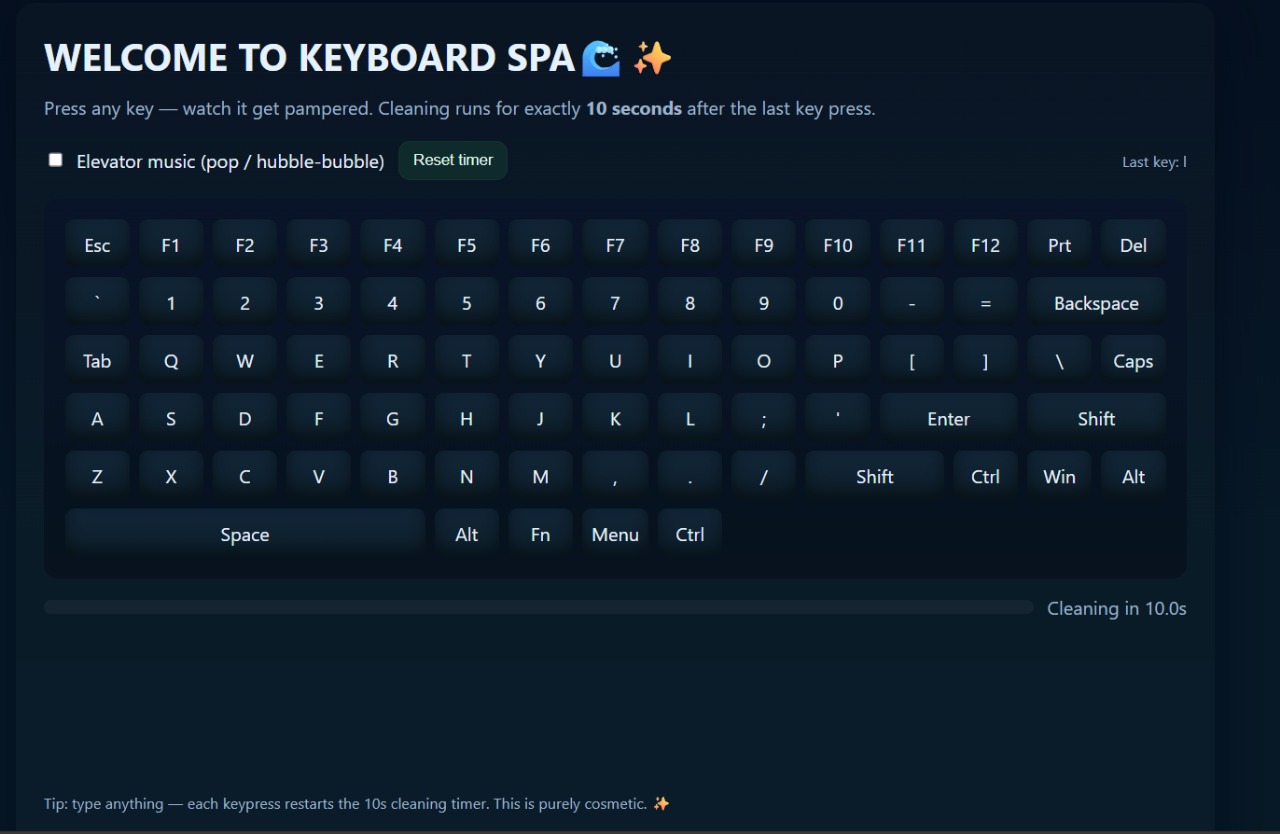 WELCOME TO KEYBOARD SPA🌊 ✨
Press any key — watch it get pampered. Cleaning runs for exactly 10 seconds after the last key press.
Elevator music (pop / hubble-bubble) Reset timer Last key: l
Esc F1 F2 F3 F4 F5 F6 F7 F8 F9 F10 F11 F12 Prt Del
` 1 2 3 4 5 6 7 8 9 0 - = Backspace
Tab Q W E R T Y U I O P [ ] \ Caps
A S D F G H J K L ; ' Enter Shift
Z X C V B N M , . / Shift Ctrl Win Alt
Space Alt Fn Menu Ctrl
Cleaning in 10.0s
Tip: type anything — each keypress restarts the 10s cleaning timer. This is purely cosmetic. ✨